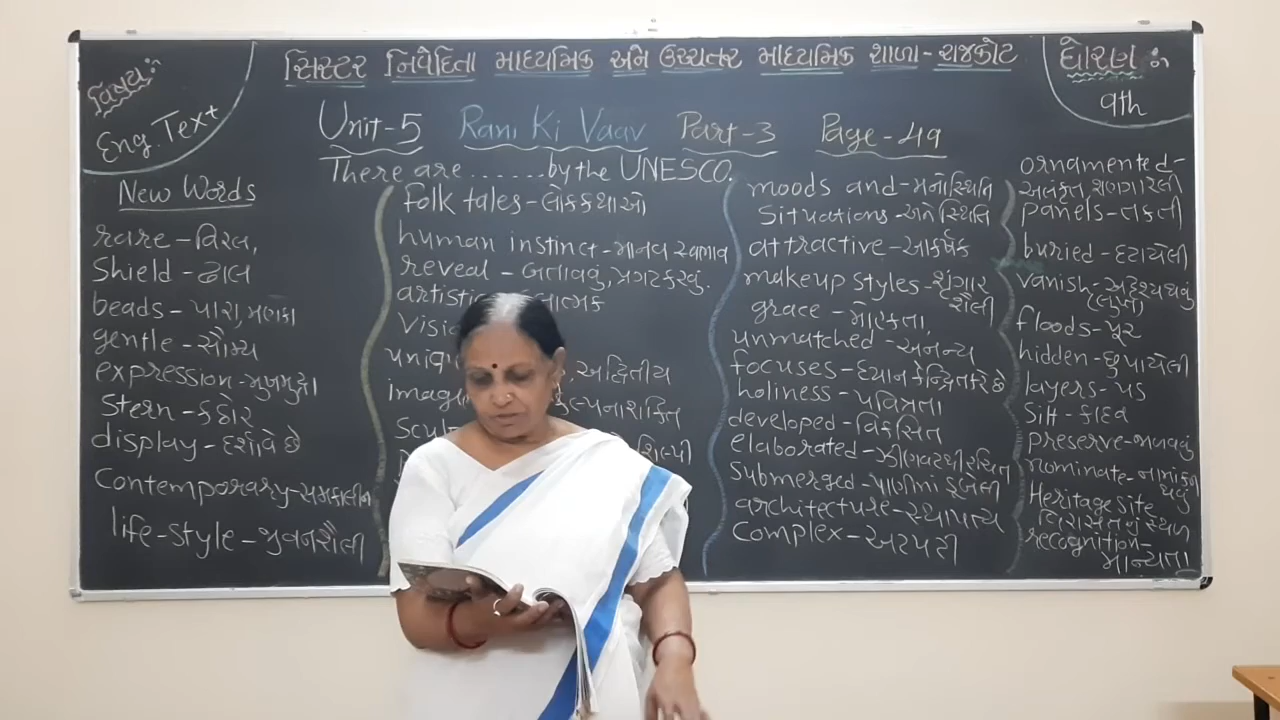 સિસ્ટર નિવેદિતા માધ્યમિક અને ઉચ્ચતર માધ્યમિક શાળા - રાજકોટ
વિષય :
Eng. Text
ધોરણ :
9th
Unit-5 Rani Ki Vaav Part-3 Page-49
There are ....... by the UNESCO.
New Words
rare - વિરલ,
Shield - ઢાલ
beads - પારા, મણકા
gentle - સૌમ્ય
expression - મુખમુદ્રા
Stern - કઠોર
display - દર્શાવે છે
Contemporary - સમકાલીન
life-style - જીવનશૈલી
folk tales - લોકકથાઓ
human instinct - માનવ સ્વભાવ
reveal - બતાવવું, પ્રગટ કરવું.
moods and - મનોસ્થિતિ
Situations - અને સ્થિતિ
attractive - આકર્ષક
makeup styles - શૃંગાર
શૈલી
grace - મોહકતા,
unmatched - અનન્ય
focuses - ધ્યાન કેન્દ્રિત કરે છે
holiness - પવિત્રતા
developed - વિકસિત
elaborated - ઝીણવટથી રચિત
Submerged - પાણીમાં ડૂબેલી
architecture - સ્થાપત્ય
Complex - અટપટી
ornamented -
અલંકૃત શણગારેલી
panels - તકતી
buried - દટાયેલી
vanish - અદૃશ્ય થવું
(લુપ્ત)
floods - પૂર
hidden - છુપાયેલી
layers - પડ
Silt - કાદવ
preserve - જાળવવું
nominate - નામાંકન
થવું
Heritage site
વિરાસતનું સ્થળ
recognition -
માન્યતા